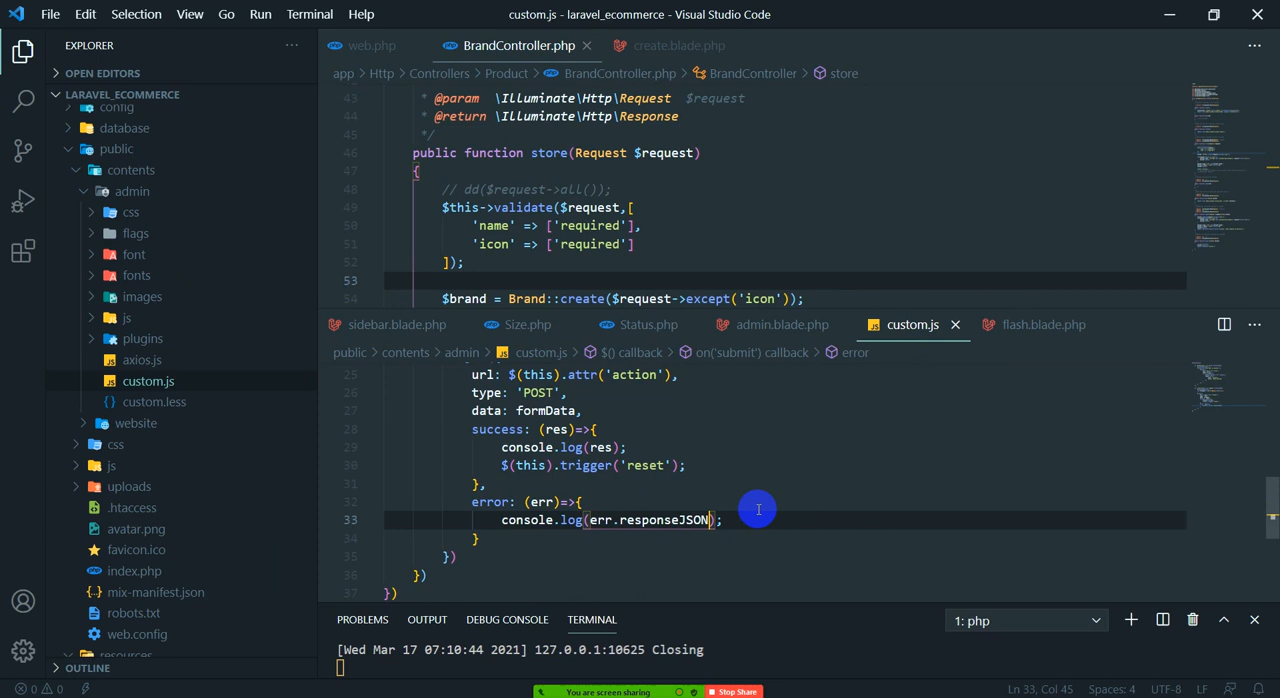 File Edit Selection View Go Run Terminal Help
custom.js - laravel_ecommerce - Visual Studio Code
EXPLORER
OPEN EDITORS
LARAVEL_ECOMMERCE
config
database
public
contents
admin
css
flags
font
fonts
images
js
plugins
axios.js
custom.js
custom.less
website
css
js
uploads
.htaccess
avatar.png
favicon.ico
index.php
mix-manifest.json
robots.txt
web.config
resources
OUTLINE
web.php BrandController.php create.blade.php
app > Http > Controllers > Product > BrandController.php > BrandController > store
43 * @param \Illuminate\Http\Request $request
44 * @return \Illuminate\Http\Response
45 */
46 public function store(Request $request)
47 {
48 // dd($request->all());
49 $this->validate($request,[
50 'name' => ['required'],
51 'icon' => ['required']
52 ]);
53
54 $brand = Brand::create($request->except('icon'));
sidebar.blade.php Size.php Status.php admin.blade.php custom.js flash.blade.php
public > contents > admin > custom.js > $() callback > on('submit') callback > error
25 url: $(this).attr('action'),
26 type: 'POST',
27 data: formData,
28 success: (res)=>{
29 console.log(res);
30 $(this).trigger('reset');
31 },
32 error: (err)=>{
33 console.log(err.responseJSON);
34 }
35 })
36 })
37 })
PROBLEMS OUTPUT DEBUG CONSOLE TERMINAL
1: php
[Wed Mar 17 07:10:44 2021] 127.0.0.1:10625 Closing
0 0
You are screen sharing Stop Share
Ln 33, Col 45 Spaces: 4 UTF-8 LF